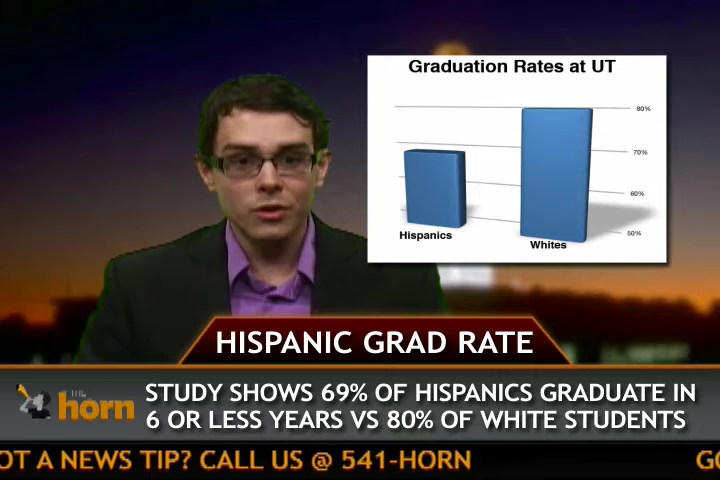 Graduation Rates at UT
80%
70%
60%
50%
Hispanics
Whites
HISPANIC GRAD RATE
STUDY SHOWS 69% OF HISPANICS GRADUATE IN
6 OR LESS YEARS VS 80% OF WHITE STUDENTS
horn
OT A NEWS TIP? CALL US @ 541-HORN
GO